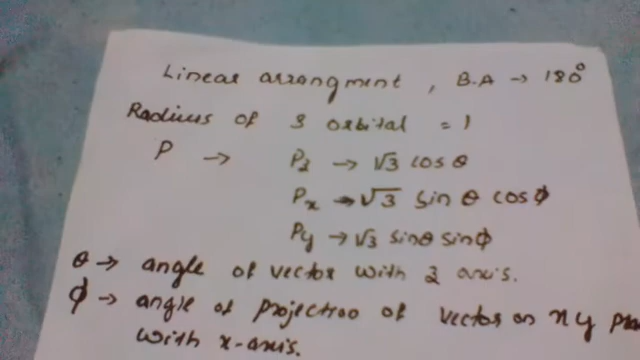 Linear arrangment, B.A → 180°
Radius of s orbital = 1
P → Pz → √3 cos θ
Px → √3 sin θ cos ϕ
Py → √3 sinθ sinϕ
θ → angle of vector with z axis.
ϕ → angle of projection of vector on xy
with x-axis.